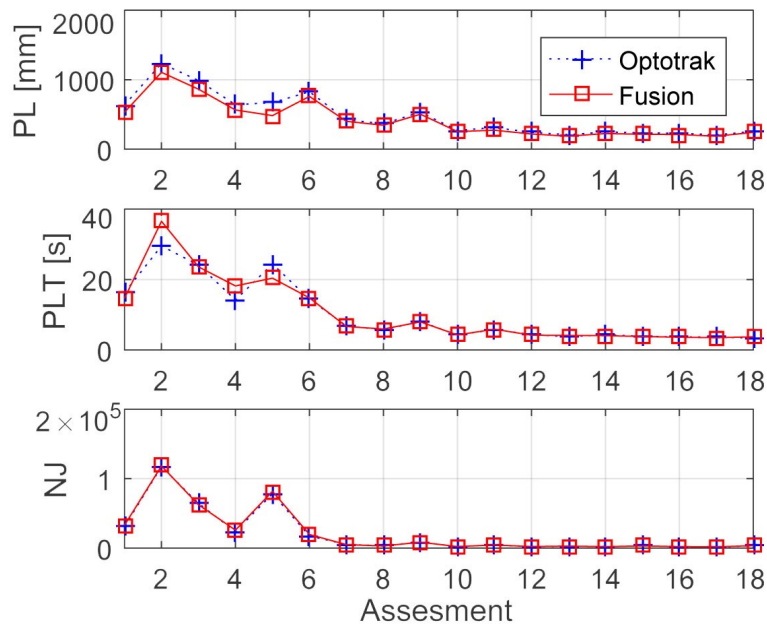 PL [mm]
2000
1000
0
Optotrak
Fusion
2 4 6 8 10 12 14 16 18
PLT [s]
40
20
0
2 4 6 8 10 12 14 16 18
NJ
2 × 10^5
1
0
2 4 6 8 10 12 14 16 18
Assesment